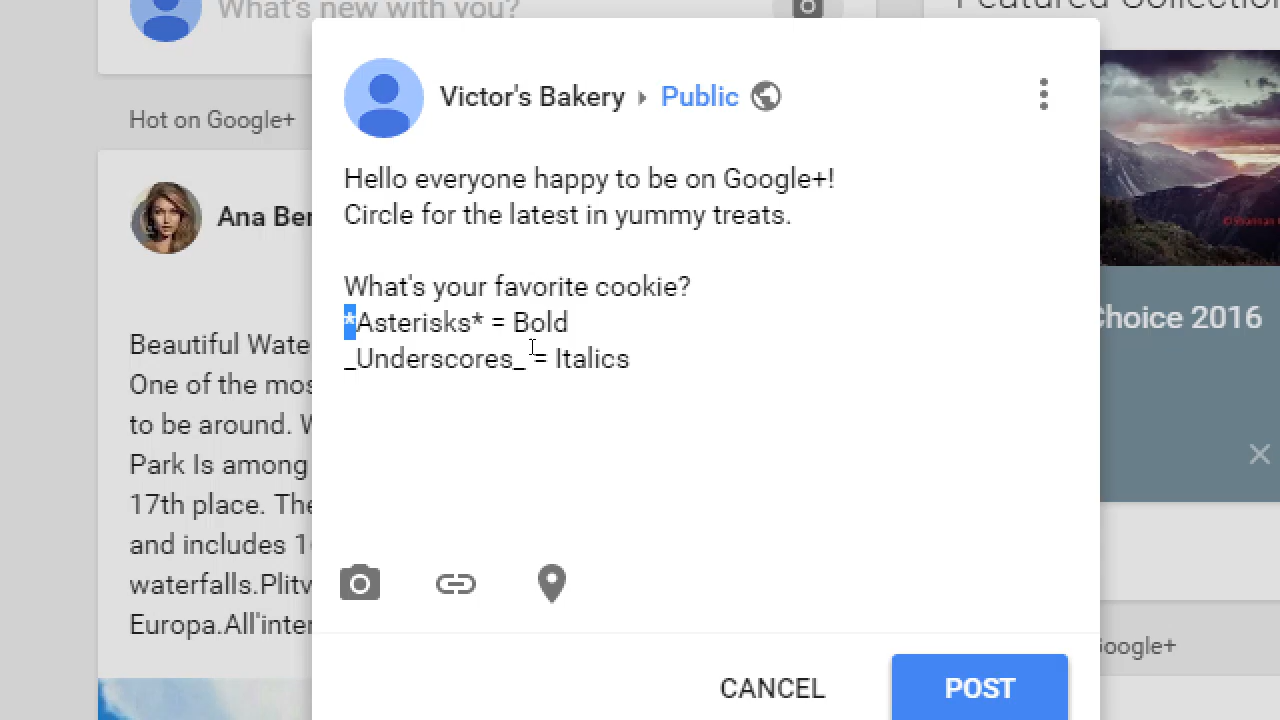 What's new with you?
Hot on Google+
Ana Ber
Beautiful Wate
One of the mos
to be around. W
Park Is among
17th place. The
and includes 1
waterfalls.Plitv
Europa.All'inter
Victor's Bakery Public
Hello everyone happy to be on Google+!
Circle for the latest in yummy treats.
What's your favorite cookie?
*Asterisks* = Bold
_Underscores_ = Italics
CANCEL
POST
Featured Collection
Choice 2016
Google+